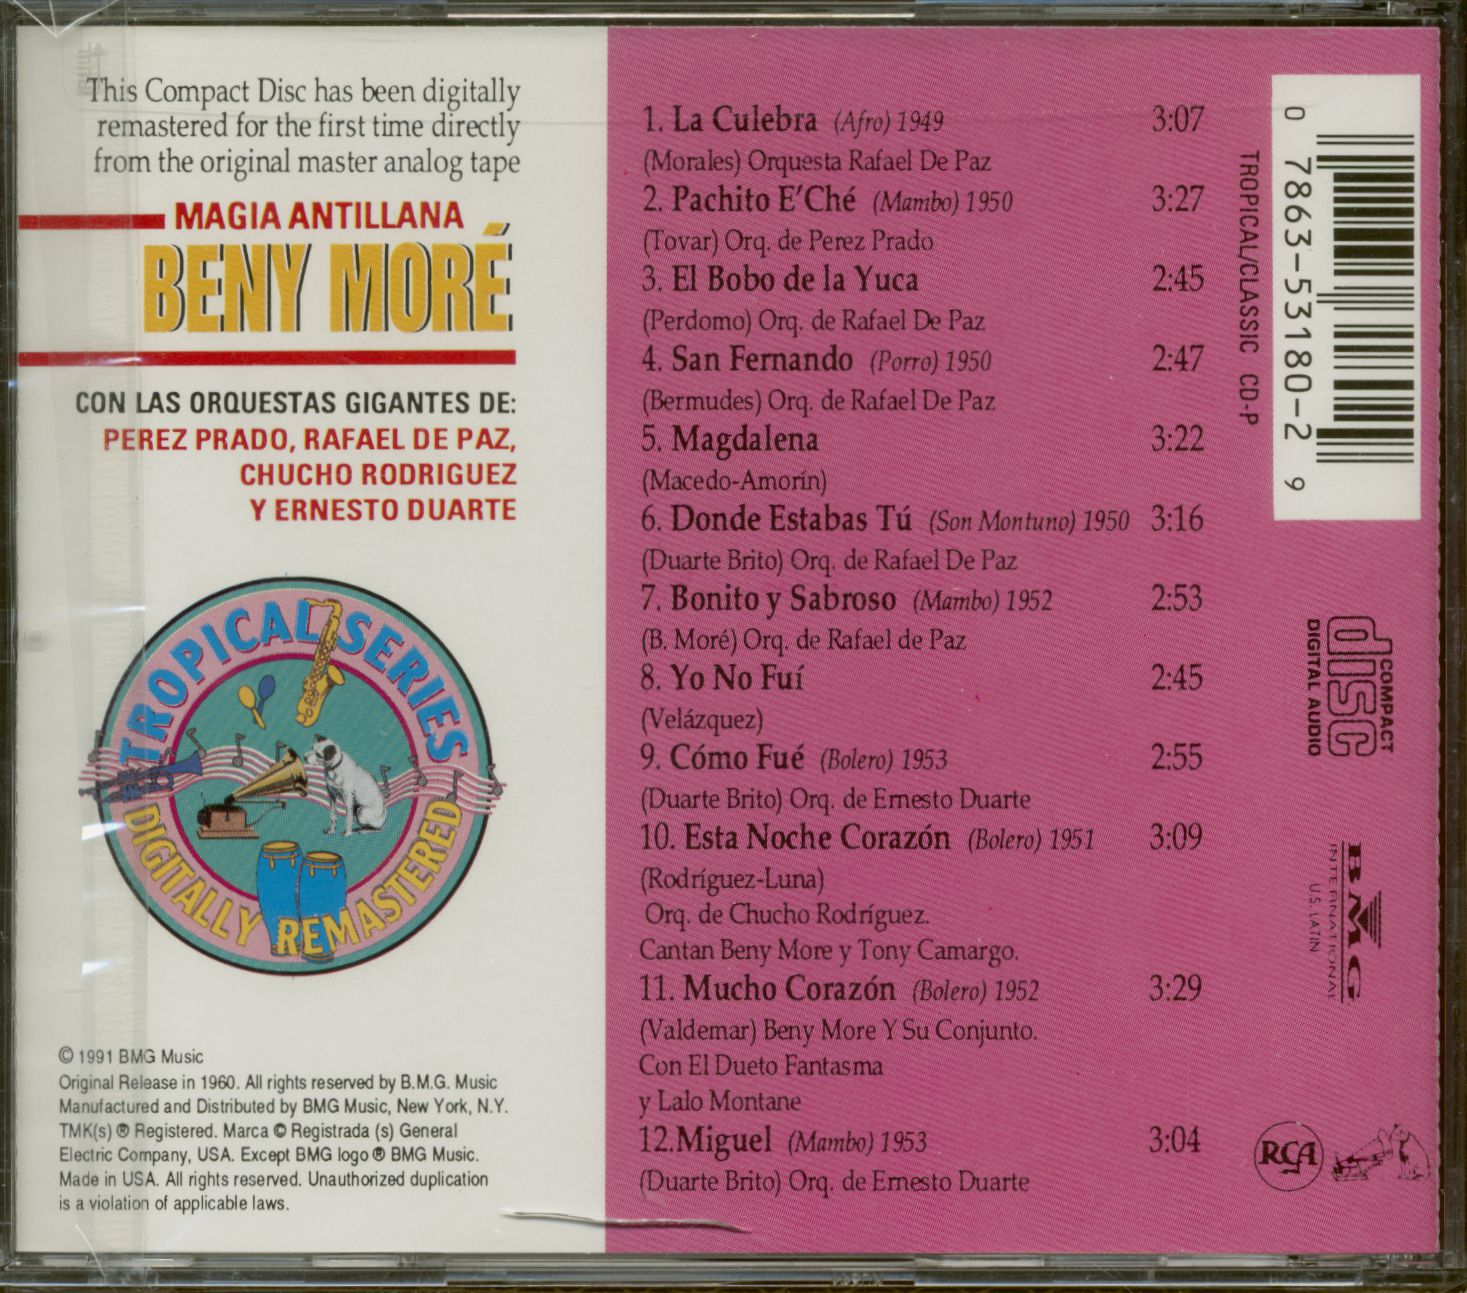 This Compact Disc has been digitally
remastered for the first time directly
from the original master analog tape
MAGIA ANTILLANA
BENY MORÉ
CON LAS ORQUESTAS GIGANTES DE:
PEREZ PRADO, RAFAEL DE PAZ,
CHUCHO RODRIGUEZ
Y ERNESTO DUARTE
TROPICAL SERIES
DIGITALLY REMASTERED
© 1991 BMG Music
Original Release in 1960. All rights reserved by B.M.G. Music
Manufactured and Distributed by BMG Music, New York, N.Y.
TMK(s) ® Registered. Marca © Registrada (s) General
Electric Company, USA. Except BMG logo ® BMG Music.
Made in USA. All rights reserved. Unauthorized duplication
is a violation of applicable laws.
1. La Culebra (Afro) 1949 3:07
(Morales) Orquesta Rafael De Paz
2. Pachito E'Ché (Mambo) 1950 3:27
(Tovar) Orq. de Perez Prado
3. El Bobo de la Yuca 2:45
(Perdomo) Orq. de Rafael De Paz
4. San Fernando (Porro) 1950 2:47
(Bermudes) Orq. de Rafael De Paz
5. Magdalena 3:22
(Macedo-Amorín)
6. Donde Estabas Tú (Son Montuno) 1950 3:16
(Duarte Brito) Orq. de Rafael De Paz
7. Bonito y Sabroso (Mambo) 1952 2:53
(B. Moré) Orq. de Rafael de Paz
8. Yo No Fuí 2:45
(Velázquez)
9. Cómo Fué (Bolero) 1953 2:55
(Duarte Brito) Orq. de Ernesto Duarte
10. Esta Noche Corazón (Bolero) 1951 3:09
(Rodríguez-Luna)
Orq. de Chucho Rodríguez.
Cantan Beny More y Tony Camargo.
11. Mucho Corazón (Bolero) 1952 3:29
(Valdemar) Beny More Y Su Conjunto.
Con El Dueto Fantasma
y Lalo Montane
12.Miguel (Mambo) 1953 3:04
(Duarte Brito) Orq. de Ernesto Duarte
TROPICAL/CLASSIC CD-P
0 7863-53180-2 9
COMPACT
disc
DIGITAL AUDIO
BMG
INTERNATIONAL
U.S. LATIN
RCA